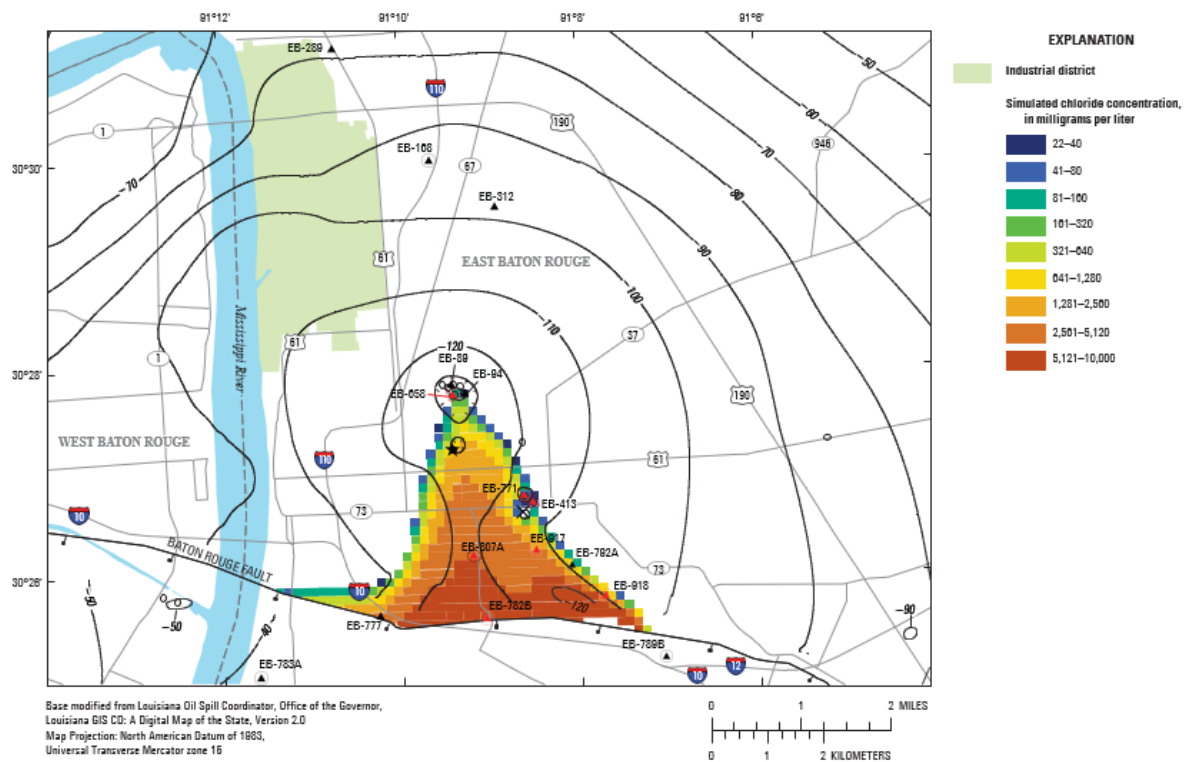 91°12'
91°10'
91°8'
91°6'
EB-289
110
-50
-60
190
1
946
67
EB-168
-70
30°30'
-70
EB-312
-80
61
EAST BATON ROUGE
-90
-100
Mississippi River
-110
37
61
1
-120
EB-89
EB-94
30°28'
EB-658
190
WEST BATON ROUGE
110
61
EB-771
EB-413
73
10
EB-917
EB-807A
EB-792A
BATON ROUGE FAULT
73
30°26'
10
EB-918
-50
-120
EB-782B
-90
-50
-40
EB-777
EB-789B
EB-783A
12
10
EXPLANATION
Industrial district
Simulated chloride concentration,
in milligrams per liter
22–40
41–80
81–160
161–320
321–640
641–1,280
1,281–2,560
2,561–5,120
5,121–10,000
Base modified from Louisiana Oil Spill Coordinator, Office of the Governor,
Louisiana GIS CD: A Digital Map of the State, Version 2.0
Map Projection: North American Datum of 1983,
Universal Transverse Mercator zone 16
0 1 2 MILES
0 1 2 KILOMETERS